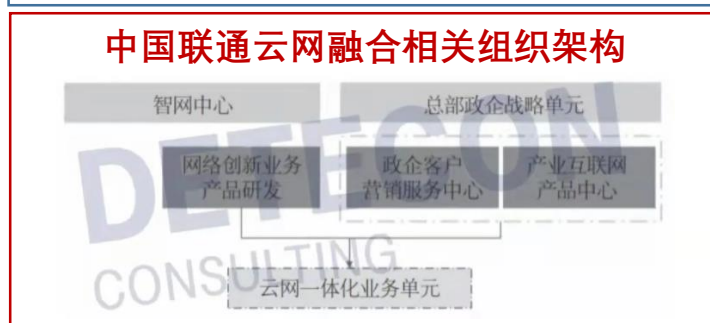 中国联通云网融合相关组织架构
智网中心
总部政企战略单元
网络创新业务
产品研发
政企客户
营销服务中心
产业互联网
产品中心
云网一体化业务单元
DETECON
CONSULTING